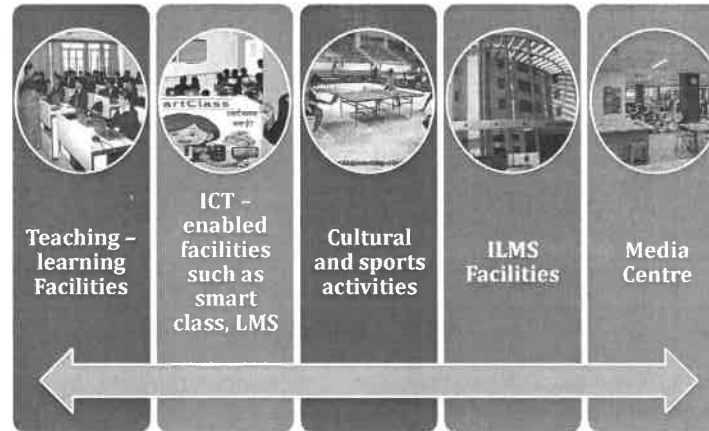 artClass
Teaching –
learning
Facilities
ICT –
enabled
facilities
such as
smart
class, LMS
Cultural
and sports
activities
ILMS
Facilities
Media
Centre